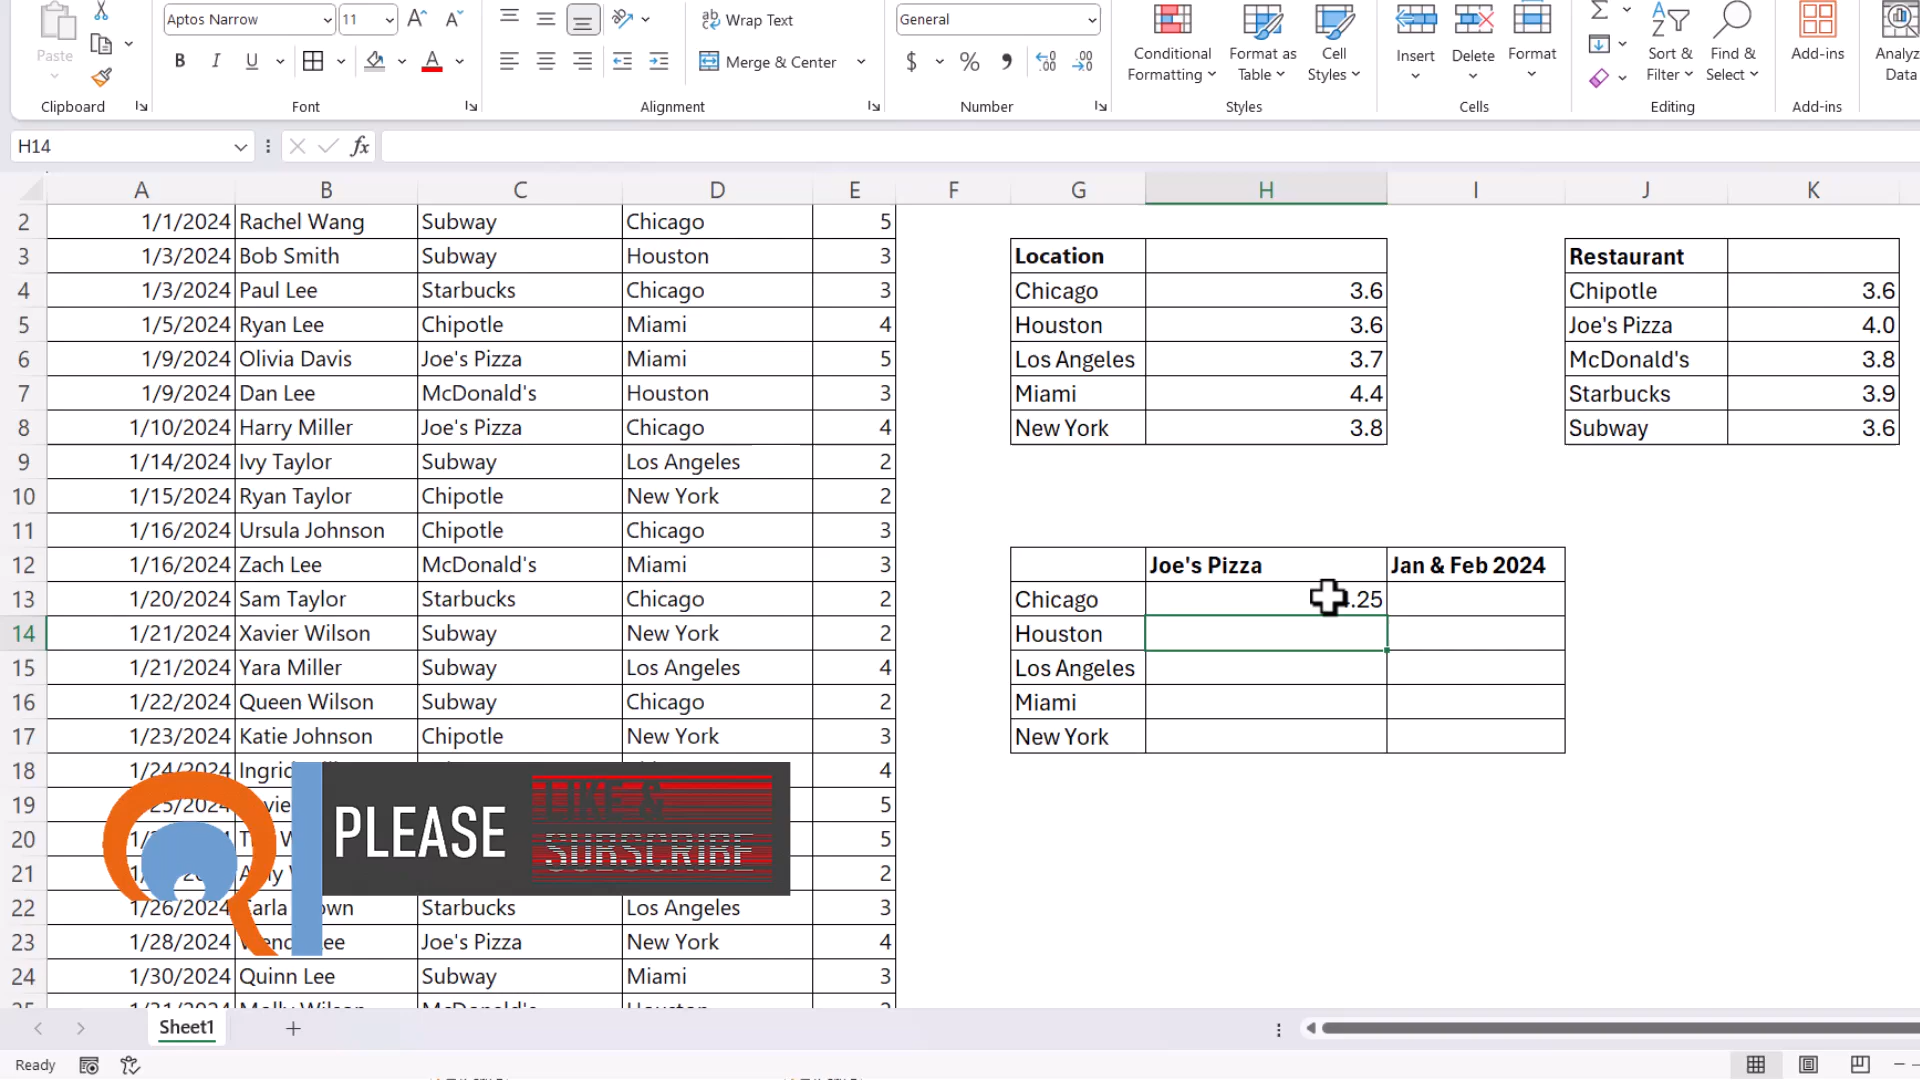 Aptos Narrow 11 Wrap Text General
Paste B I U Merge & Center $ % Conditional Formatting Format as Table Cell Styles Insert Delete Format Sort & Filter Find & Select Add-ins Analyze Data
Clipboard Font Alignment Number Styles Cells Editing Add-ins
H14 fx
A B C D E F G H I J K
2 1/1/2024 Rachel Wang Subway Chicago 5
3 1/3/2024 Bob Smith Subway Houston 3 Location Restaurant
4 1/3/2024 Paul Lee Starbucks Chicago 3 Chicago 3.6 Chipotle 3.6
5 1/5/2024 Ryan Lee Chipotle Miami 4 Houston 3.6 Joe's Pizza 4.0
6 1/9/2024 Olivia Davis Joe's Pizza Miami 5 Los Angeles 3.7 McDonald's 3.8
7 1/9/2024 Dan Lee McDonald's Houston 3 Miami 4.4 Starbucks 3.9
8 1/10/2024 Harry Miller Joe's Pizza Chicago 4 New York 3.8 Subway 3.6
9 1/14/2024 Ivy Taylor Subway Los Angeles 2
10 1/15/2024 Ryan Taylor Chipotle New York 2
11 1/16/2024 Ursula Johnson Chipotle Chicago 3
12 1/16/2024 Zach Lee McDonald's Miami 3 Joe's Pizza Jan & Feb 2024
13 1/20/2024 Sam Taylor Starbucks Chicago 2 Chicago .25
14 1/21/2024 Xavier Wilson Subway New York 2 Houston
15 1/21/2024 Yara Miller Subway Los Angeles 4 Los Angeles
16 1/22/2024 Queen Wilson Subway Chicago 2 Miami
17 1/23/2024 Katie Johnson Chipotle New York 3 New York
18 1/24/2024 4
19 5
20 5
21 2
22 1/26/2024 Starbucks Los Angeles 3
23 1/28/2024 Joe's Pizza New York 4
24 1/30/2024 Quinn Lee Subway Miami 3
PLEASE LIKE & SUBSCRIBE
Sheet1
Ready